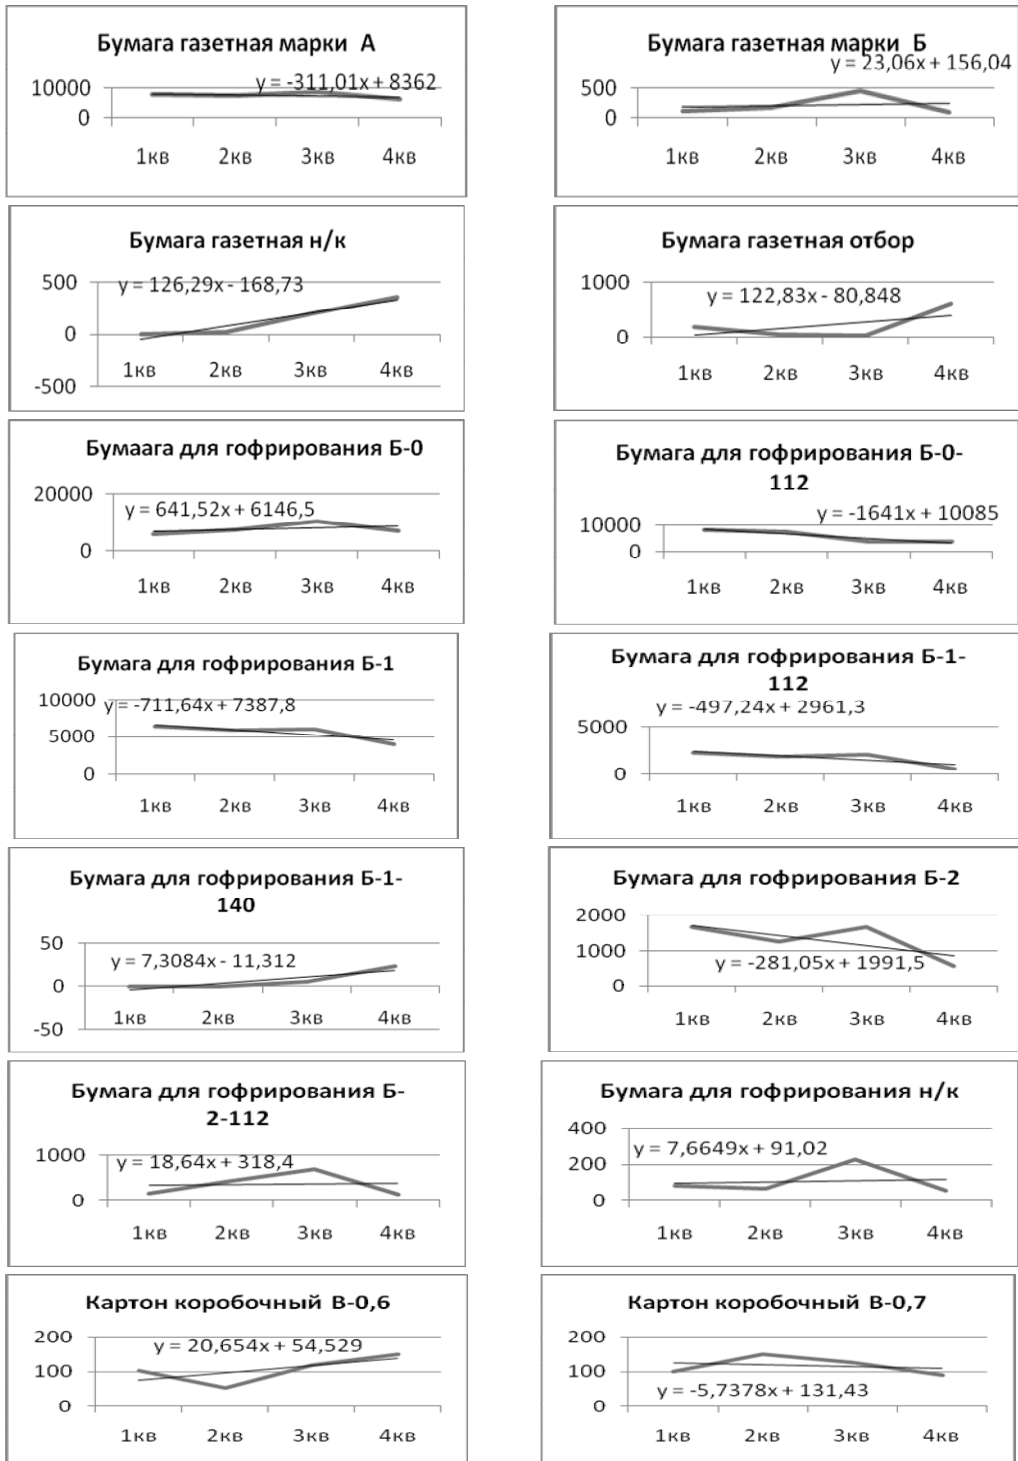 Бумага газетная марки А
y = -311,01x + 8362
10000
0
1кв 2кв 3кв 4кв
Бумага газетная марки Б
y = 23,06x + 156,04
500
0
1кв 2кв 3кв 4кв
Бумага газетная н/к
500
y = 126,29x - 168,73
0
1кв 2кв 3кв 4кв
-500
Бумага газетная отбор
1000
y = 122,83x - 80,848
0
1кв 2кв 3кв 4кв
Бумаага для гофрирования Б-0
20000
y = 641,52x + 6146,5
0
1кв 2кв 3кв 4кв
Бумага для гофрирования Б-0-
112
y = -1641x + 10085
10000
0
1кв 2кв 3кв 4кв
Бумага для гофрирования Б-1
10000
y = -711,64x + 7387,8
5000
0
1кв 2кв 3кв 4кв
Бумага для гофрирования Б-1-
112
y = -497,24x + 2961,3
5000
0
1кв 2кв 3кв 4кв
Бумага для гофрирования Б-1-
140
50
y = 7,3084x - 11,312
0
1кв 2кв 3кв 4кв
-50
Бумага для гофрирования Б-2
2000
1000
y = -281,05x + 1991,5
0
1кв 2кв 3кв 4кв
Бумага для гофрирования Б-
2-112
1000
y = 18,64x + 318,4
0
1кв 2кв 3кв 4кв
Бумага для гофрирования н/к
400
y = 7,6649x + 91,02
200
0
1кв 2кв 3кв 4кв
Картон коробочный В-0,6
200
y = 20,654x + 54,529
100
0
1кв 2кв 3кв 4кв
Картон коробочный В-0,7
200
100
y = -5,7378x + 131,43
0
1кв 2кв 3кв 4кв